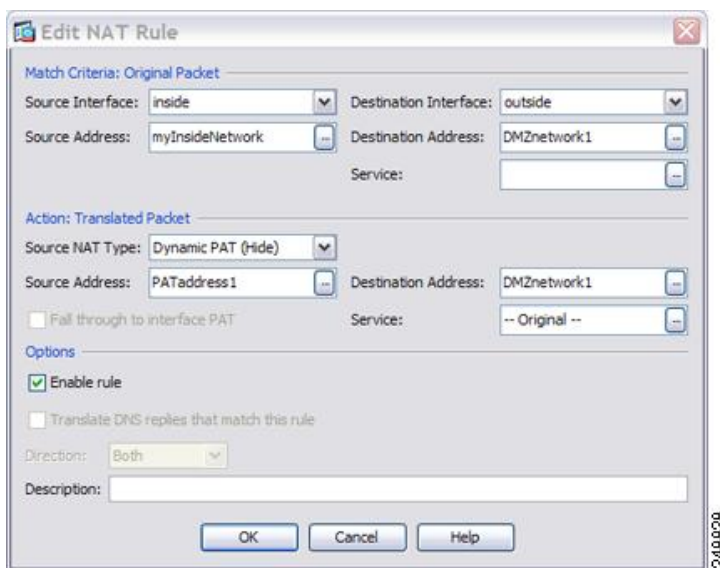 Edit NAT Rule
Match Criteria: Original Packet
Source Interface: inside Destination Interface: outside
Source Address: myInsideNetwork Destination Address: DMZnetwork1
Service:
Action: Translated Packet
Source NAT Type: Dynamic PAT (Hide)
Source Address: PATaddress1 Destination Address: DMZnetwork1
Fall through to interface PAT Service: -- Original --
Options
Enable rule
Translate DNS replies that match this rule
Direction: Both
Description:
OK Cancel Help